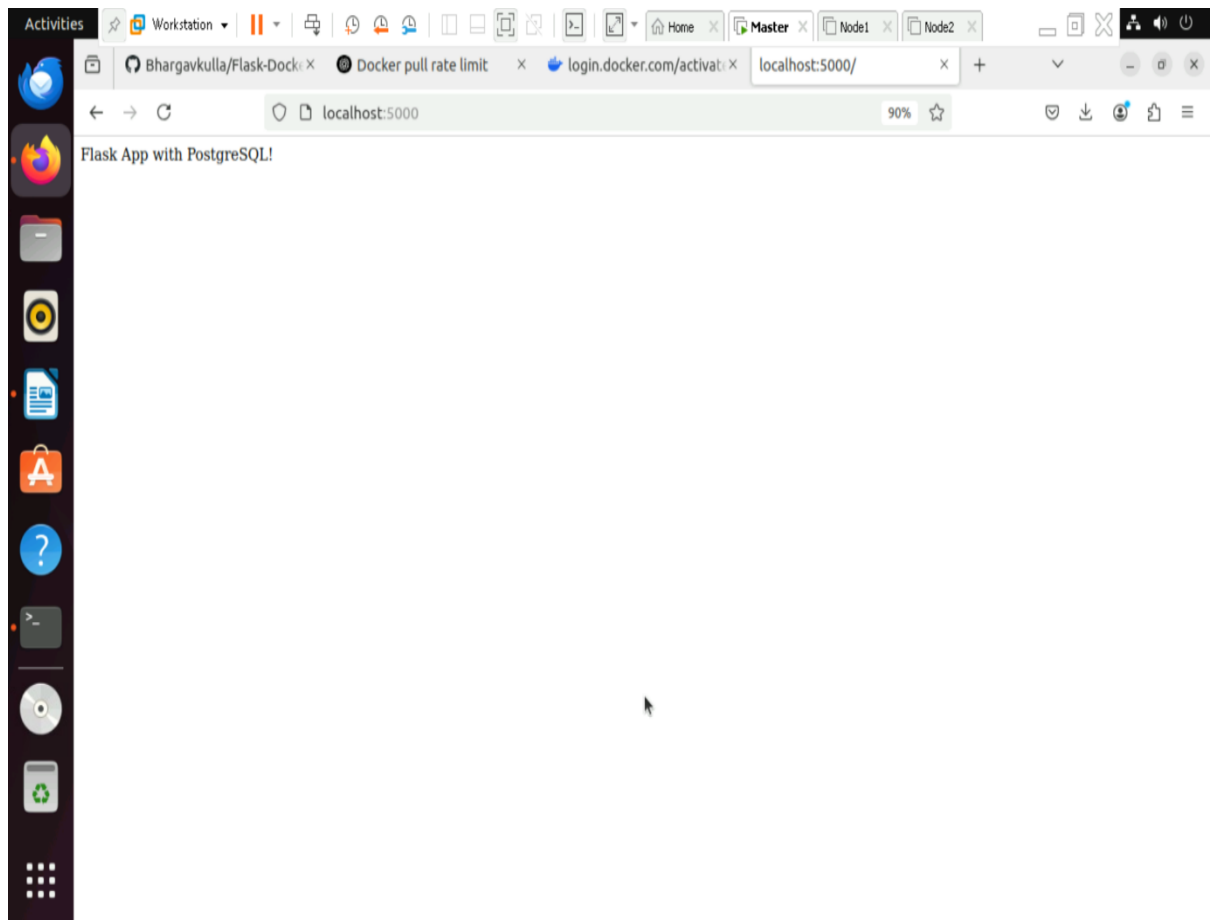 Activities Workstation Home Master Node1 Node2
Bhargavkulla/Flask-Docke Docker pull rate limit login.docker.com/activat localhost:5000/
localhost:5000 90%
Flask App with PostgreSQL!